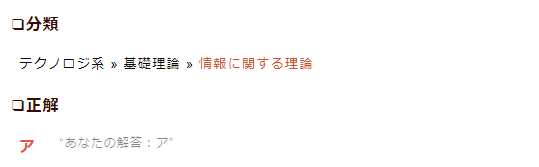 ❏分類
テクノロジ系 » 基礎理論 » 情報に関する理論
❏正解
ア “あなたの解答：ア”